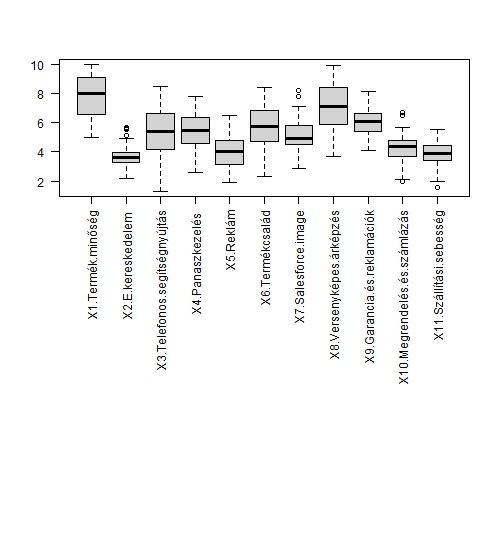 10
8
6
4
2
X1.Termék.minőség
X2.E.kereskedelem
X3.Telefonos.segítségnyújtás
X4.Panaszkezelés
X5.Reklám
X6.Termékcsalád
X7.Salesforce.image
X8.Versenyképes.árképzés
X9.Garancia.és.reklamációk
X10.Megrendelés.és.számlázás
X11.Szállítási.sebesség